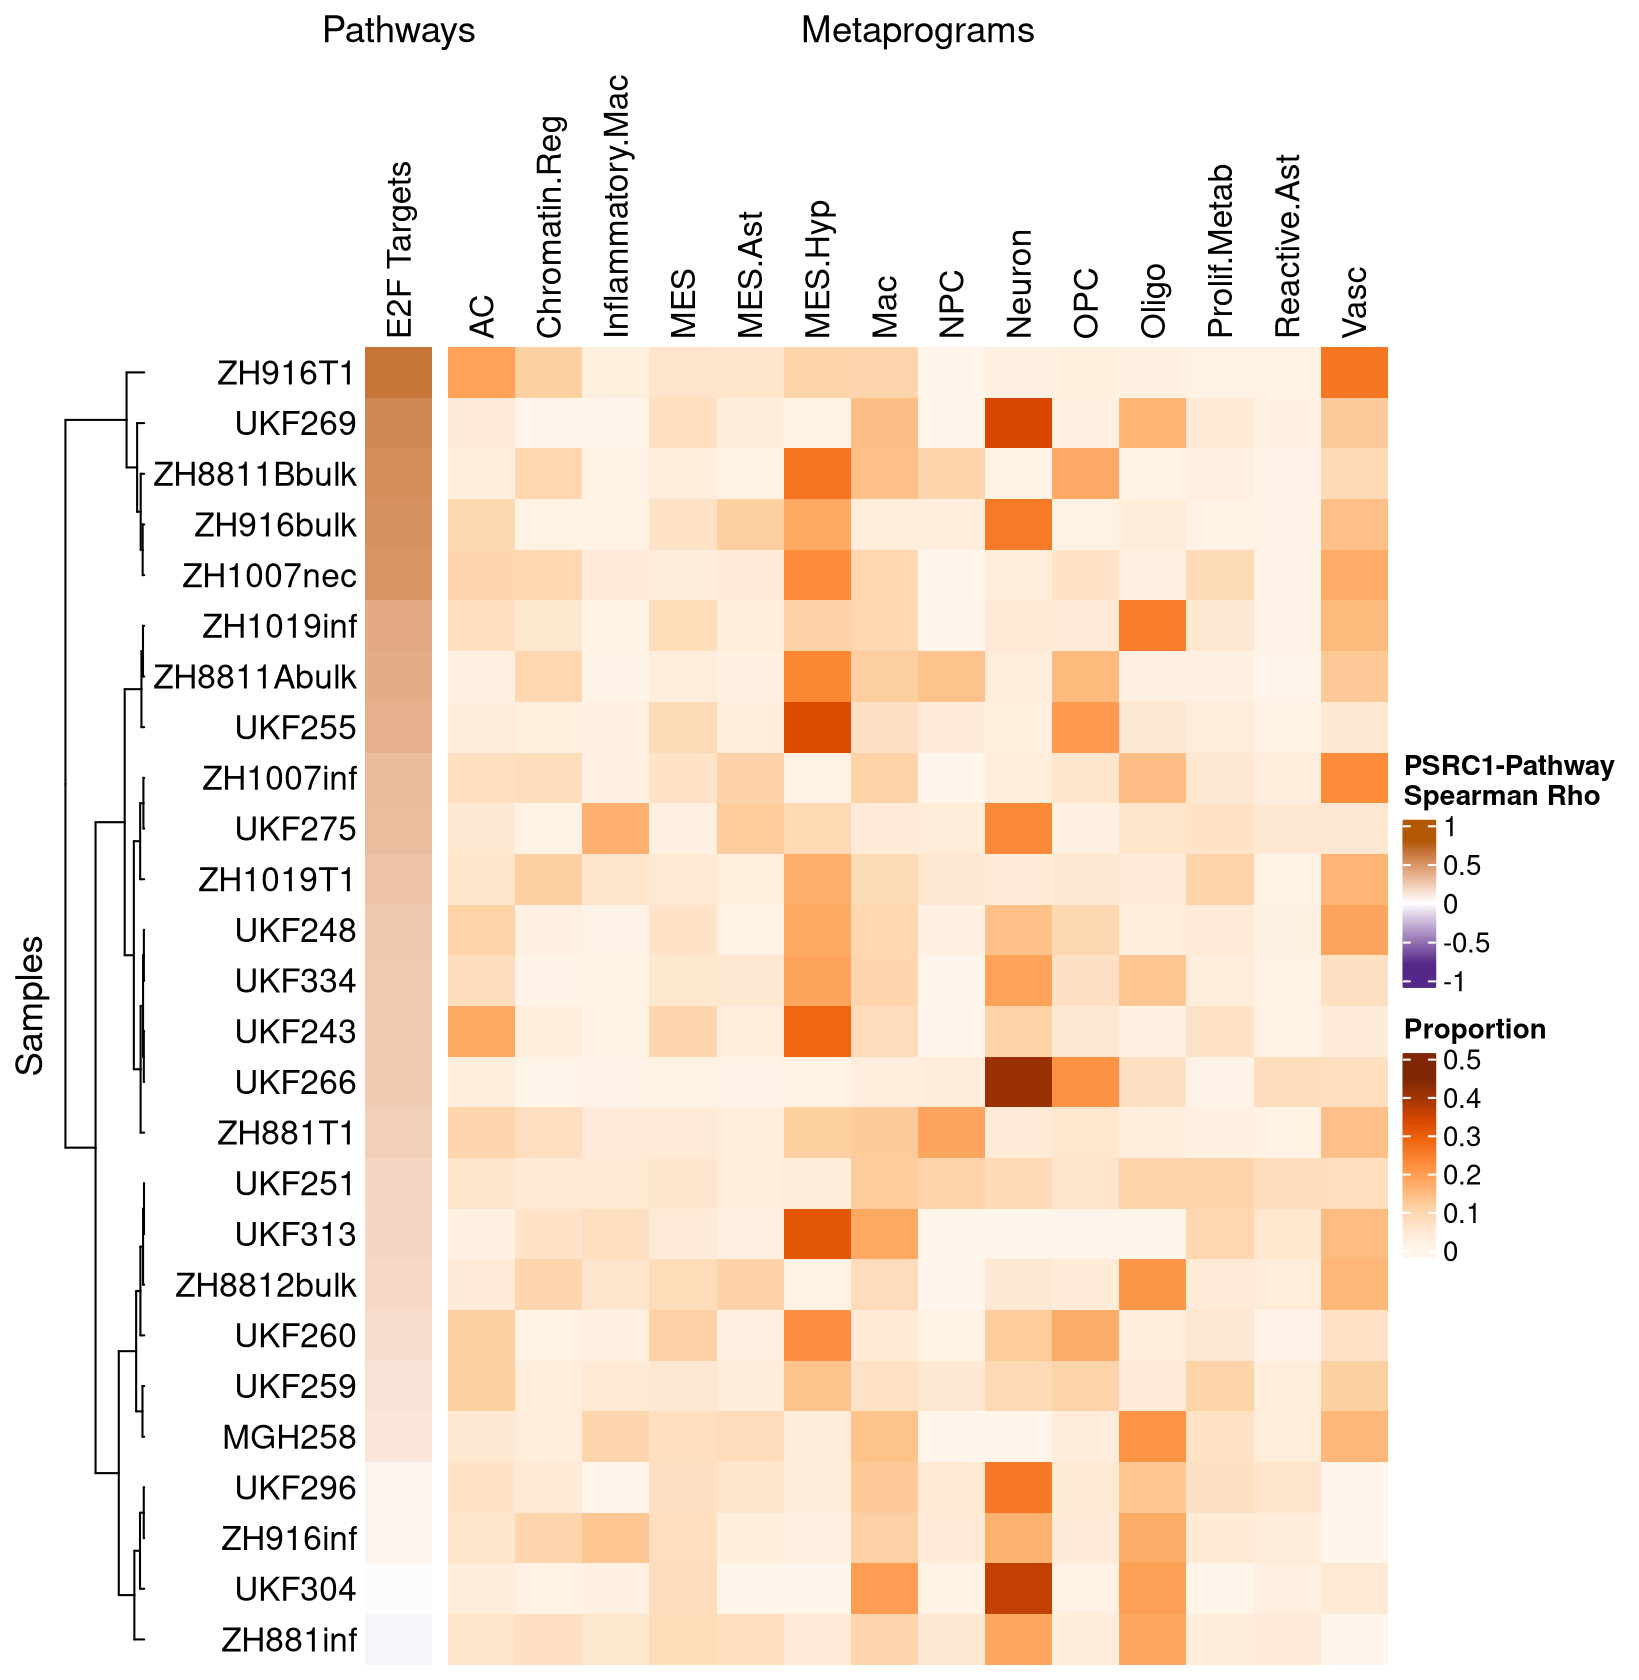 Pathways
Metaprograms
E2F Targets
AC
Chromatin.Reg
Inflammatory.Mac
MES
MES.Ast
MES.Hyp
Mac
NPC
Neuron
OPC
Oligo
Prolif.Metab
Reactive.Ast
Vasc
Samples
ZH916T1
UKF269
ZH8811Bbulk
ZH916bulk
ZH1007nec
ZH1019inf
ZH8811Abulk
UKF255
ZH1007inf
UKF275
ZH1019T1
UKF248
UKF334
UKF243
UKF266
ZH881T1
UKF251
UKF313
ZH8812bulk
UKF260
UKF259
MGH258
UKF296
ZH916inf
UKF304
ZH881inf
PSRC1-Pathway
Spearman Rho
1
0.5
0
-0.5
-1
Proportion
0.5
0.4
0.3
0.2
0.1
0